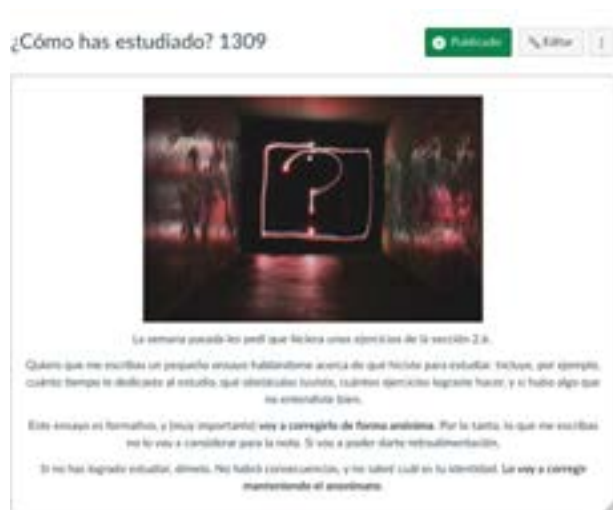 ¿Cómo has estudiado? 1309
Publicado Editar
?
La semana pasada les pedí que hiciera unos ejercicios de la sección 2.6.
Quiero que me escribas un pequeño ensayo hablándome acerca de qué hiciste para estudiar. Incluye, por ejemplo,
cuánto tiempo le dedicaste al estudio, qué obstáculos tuviste, cuántos ejercicios lograste hacer, y si hubo algo que
no entendiste bien.
Este ensayo es formativo, y (muy importante) voy a corregirlo de forma anónima. Por lo tanto, lo que me escribas
no lo voy a considerar para la nota. Sí voy a poder darte retroalimentación.
Si no has logrado estudiar, dímelo. No habrá consecuencias, y no sabré cuál es tu identidad. Lo voy a corregir
manteniendo el anonimato.